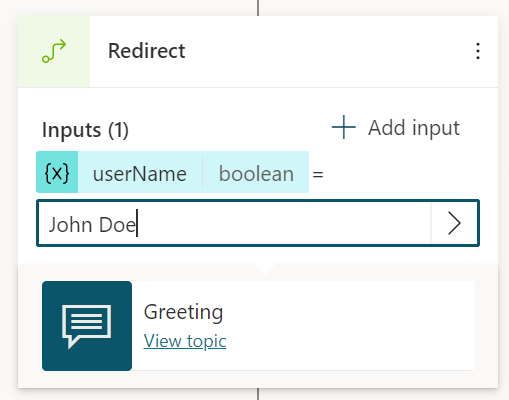 Redirect
Inputs (1)
Add input
{x} userName boolean =
John Doe
Greeting
View topic